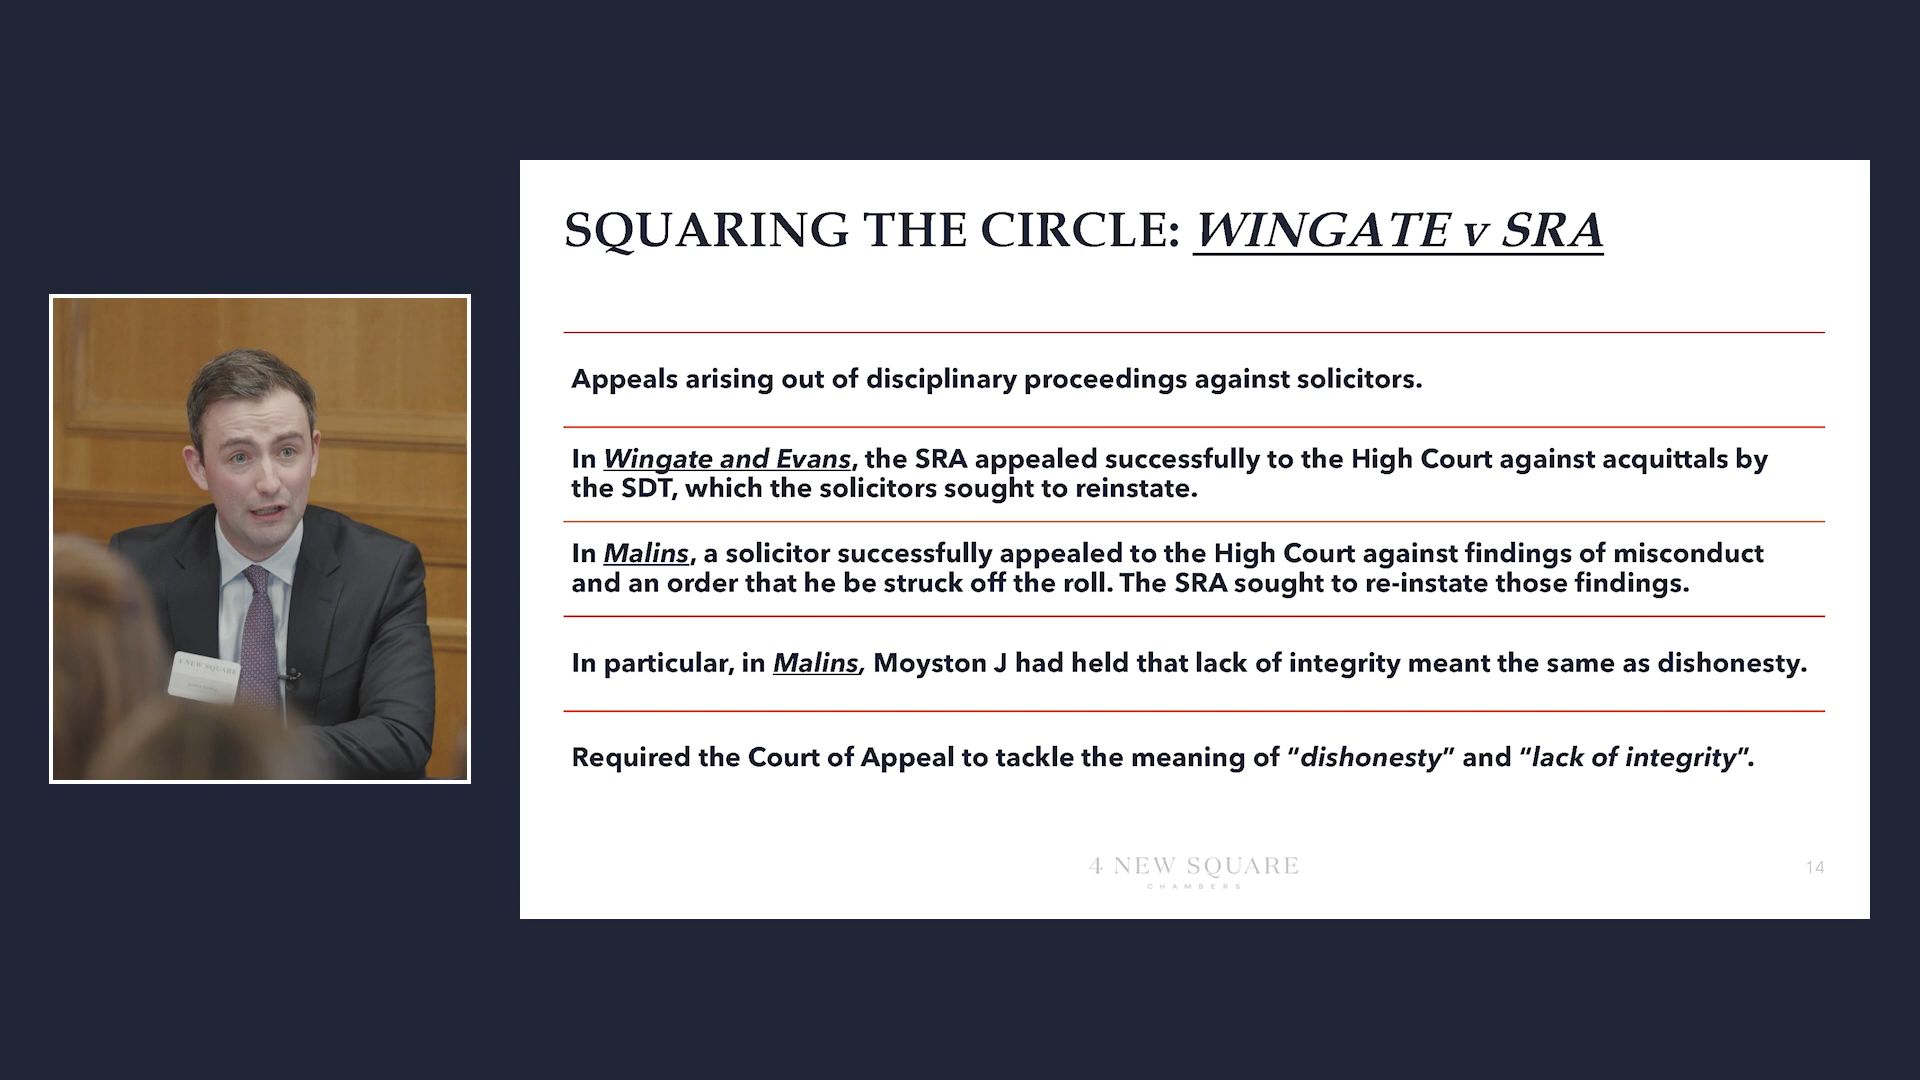 SQUARING THE CIRCLE: WINGATE v SRA
Appeals arising out of disciplinary proceedings against solicitors.
In Wingate and Evans, the SRA appealed successfully to the High Court against acquittals by
the SDT, which the solicitors sought to reinstate.
In Malins, a solicitor successfully appealed to the High Court against findings of misconduct
and an order that he be struck off the roll. The SRA sought to re-instate those findings.
In particular, in Malins, Moyston J had held that lack of integrity meant the same as dishonesty.
Required the Court of Appeal to tackle the meaning of “dishonesty” and “lack of integrity”.
4 NEW SQUARE
CHAMBERS
14
4 NEW SQUARE